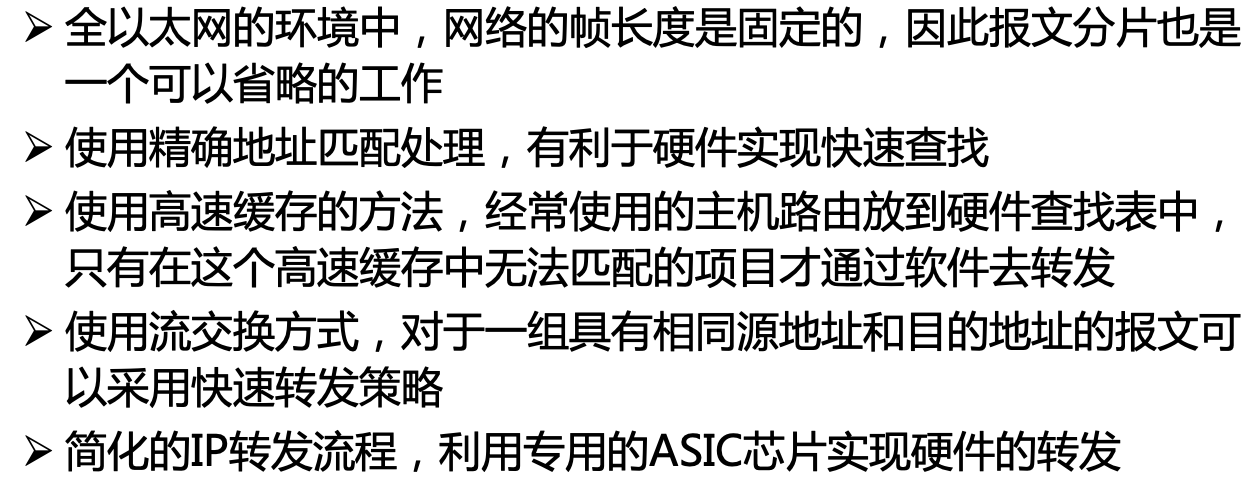 ➢ 全以太网的环境中，网络的帧长度是固定的，因此报文分片也是
一个可以省略的工作
➢ 使用精确地址匹配处理，有利于硬件实现快速查找
➢ 使用高速缓存的方法，经常使用的主机路由放到硬件查找表中，
只有在这个高速缓存中无法匹配的项目才通过软件去转发
➢ 使用流交换方式，对于一组具有相同源地址和目的地址的报文可
以采用快速转发策略
➢ 简化的IP转发流程，利用专用的ASIC芯片实现硬件的转发